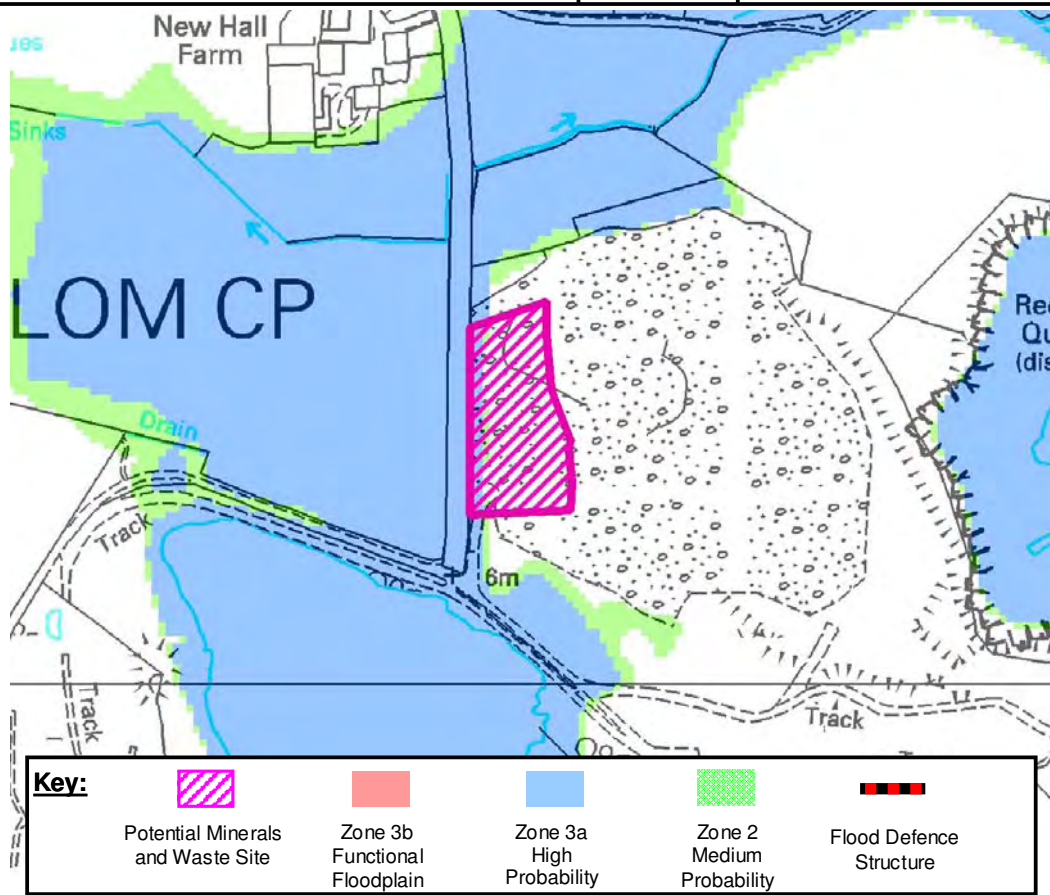 New Hall
Farm
Sinks
LOM CP
Drain
Track
6m
Track
Track
Key:
Potential Minerals
and Waste Site
Zone 3b
Functional
Floodplain
Zone 3a
High
Probability
Zone 2
Medium
Probability
Flood Defence
Structure